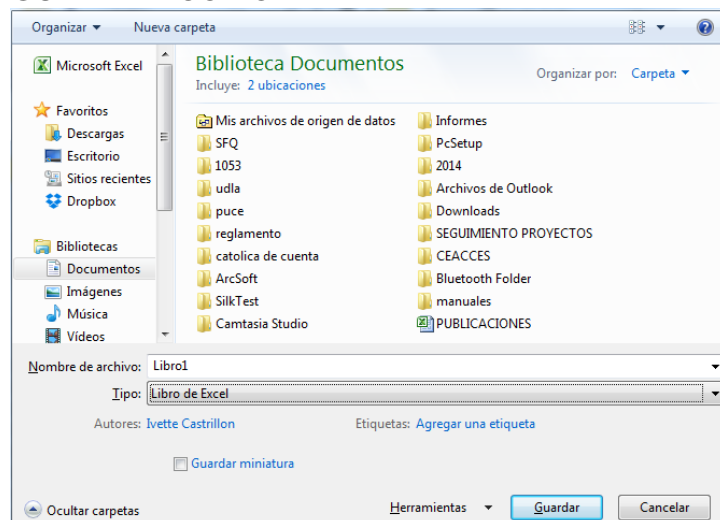 Organizar Nueva carpeta
Microsoft Excel
Favoritos
Descargas
Escritorio
Sitios recientes
Dropbox
Bibliotecas
Documentos
Imágenes
Música
Vídeos
Biblioteca Documentos
Incluye: 2 ubicaciones
Organizar por: Carpeta
Mis archivos de origen de datos
SFQ
1053
udla
puce
reglamento
catolica de cuenta
ArcSoft
SilkTest
Camtasia Studio
Informes
PcSetup
2014
Archivos de Outlook
Downloads
SEGUIMIENTO PROYECTOS
CEACCES
Bluetooth Folder
manuales
PUBLICACIONES
Nombre de archivo: Libro1
Tipo: Libro de Excel
Autores: Ivette Castrillon Etiquetas: Agregar una etiqueta
Guardar miniatura
Ocultar carpetas Herramientas Guardar Cancelar